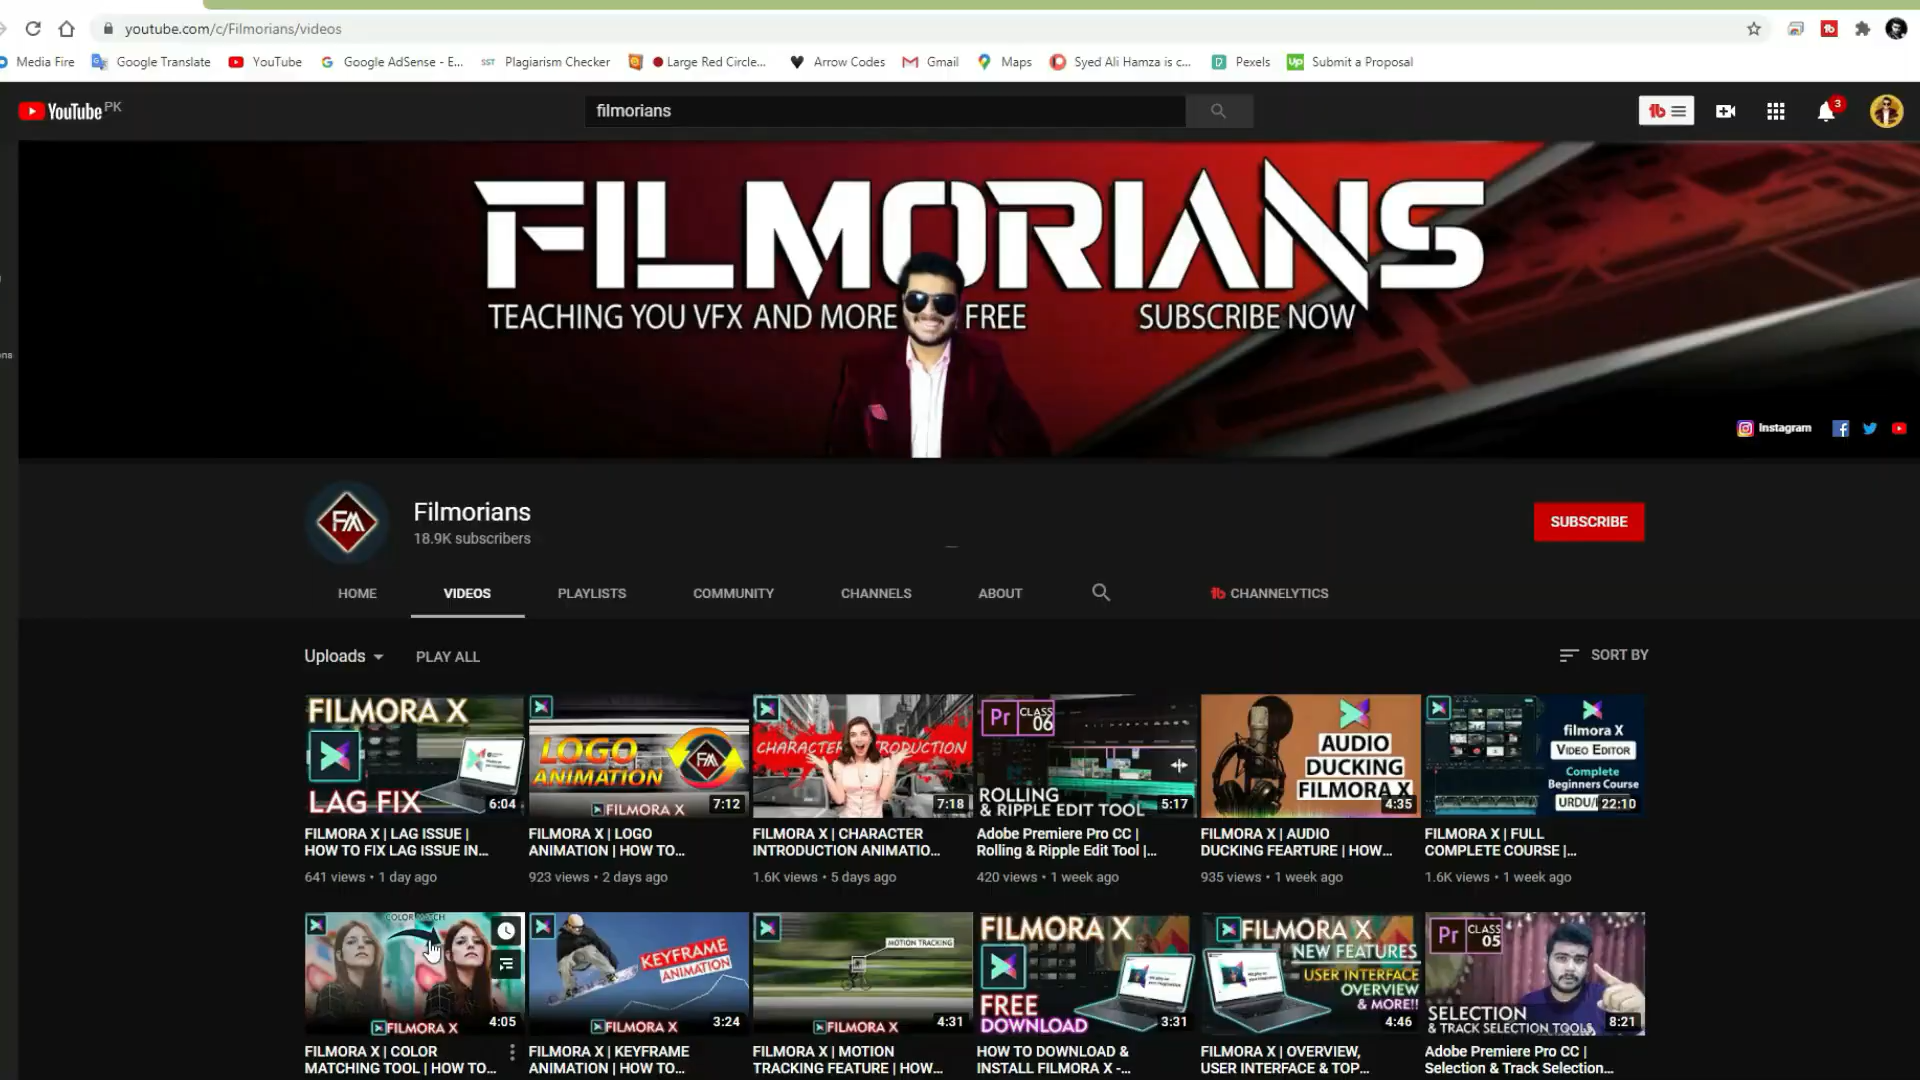 youtube.com/c/Filmorians/videos
Media Fire Google Translate YouTube Google AdSense - E... SST Plagiarism Checker Large Red Circle... Arrow Codes Gmail Maps Syed Ali Hamza is c... Pexels Up Submit a Proposal
YouTube PK
filmorians
3
FILMORIANS
TEACHING YOU VFX AND MORE FREE SUBSCRIBE NOW
Instagram
FM
Filmorians
18.9K subscribers
SUBSCRIBE
HOME VIDEOS PLAYLISTS COMMUNITY CHANNELS ABOUT CHANNELYTICS
Uploads PLAY ALL SORT BY
FILMORA X
LAG FIX
6:04
LOGO
ANIMATION
FM
FILMORA X
7:12
CHARACTER INTRODUCTION
7:18
Pr CLASS 06
ROLLING
& RIPPLE EDIT TOOL
5:17
AUDIO
DUCKING
FILMORA X
4:35
filmora X
VIDEO EDITOR
Complete
Beginners Course
URDU/
22:10
FILMORA X | LAG ISSUE |
HOW TO FIX LAG ISSUE IN...
641 views • 1 day ago
FILMORA X | LOGO
ANIMATION | HOW TO...
923 views • 2 days ago
FILMORA X | CHARACTER
INTRODUCTION ANIMATIO...
1.6K views • 5 days ago
Adobe Premiere Pro CC |
Rolling & Ripple Edit Tool |...
420 views • 1 week ago
FILMORA X | AUDIO
DUCKING FEARTURE | HOW...
935 views • 1 week ago
FILMORA X | FULL
COMPLETE COURSE |...
1.6K views • 1 week ago
COLOR MATCH
FILMORA X
4:05
KEYFRAME
ANIMATION
FILMORA X
3:24
MOTION TRACKING
FILMORA X
4:31
FILMORA X
FREE
DOWNLOAD
3:31
FILMORA X
NEW FEATURES
USER INTERFACE
OVERVIEW
& MORE!!
4:46
Pr CLASS 05
SELECTION
& TRACK SELECTION TOOLS
8:21
FILMORA X | COLOR
MATCHING TOOL | HOW TO...
FILMORA X | KEYFRAME
ANIMATION | HOW TO...
FILMORA X | MOTION
TRACKING FEATURE | HOW...
HOW TO DOWNLOAD &
INSTALL FILMORA X -...
FILMORA X | OVERVIEW,
USER INTERFACE & TOP...
Adobe Premiere Pro CC |
Selection & Track Selection...